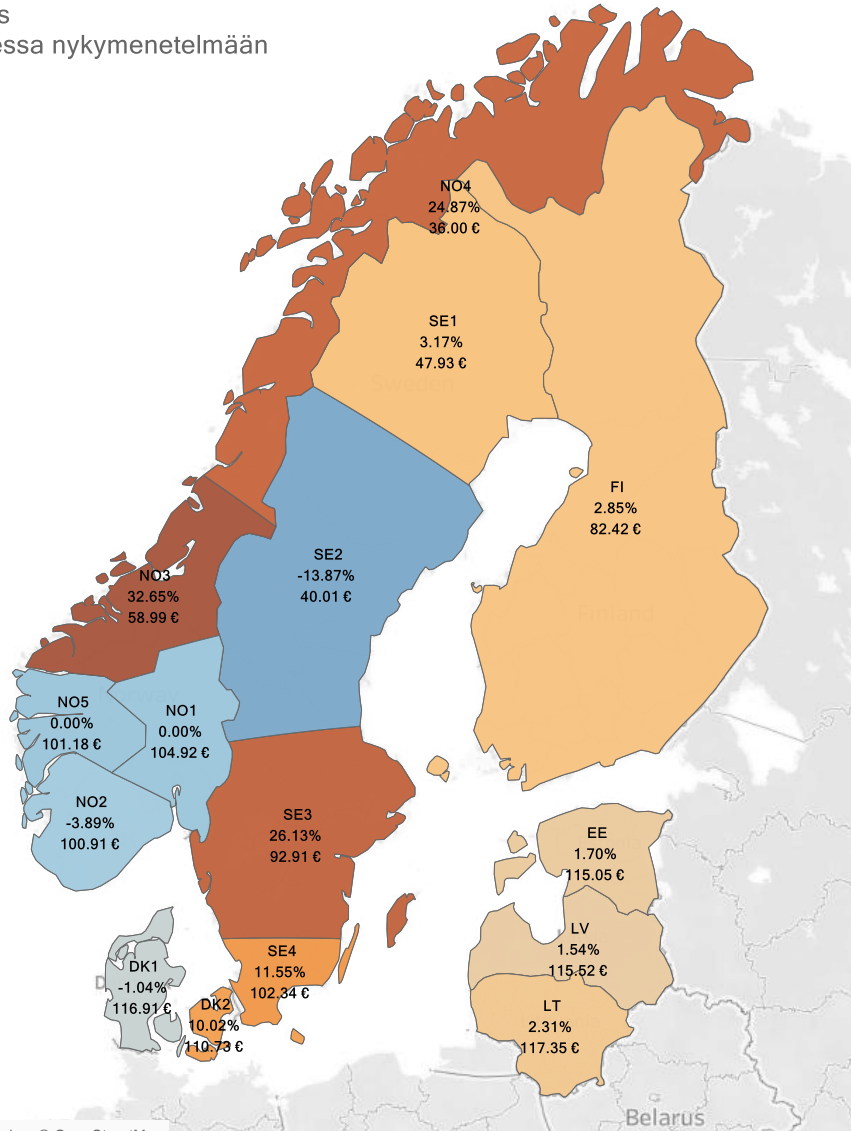 s
essa nykymenetelmään
NO4
24.87%
36.00 €
SE1
3.17%
47.93 €
Sweden
FI
2.85%
82.42 €
SE2
-13.87%
40.01 €
NO3
32.65%
58.99 €
Finland
Norway
NO5
0.00%
101.18 €
NO1
0.00%
104.92 €
NO2
-3.89%
100.91 €
SE3
26.13%
92.91 €
EE
1.70%
115.05 €
LV
1.54%
115.52 €
SE4
11.55%
102.34 €
DK1
-1.04%
116.91 €
DK2
10.02%
110.73 €
LT
2.31%
117.35 €
Belarus